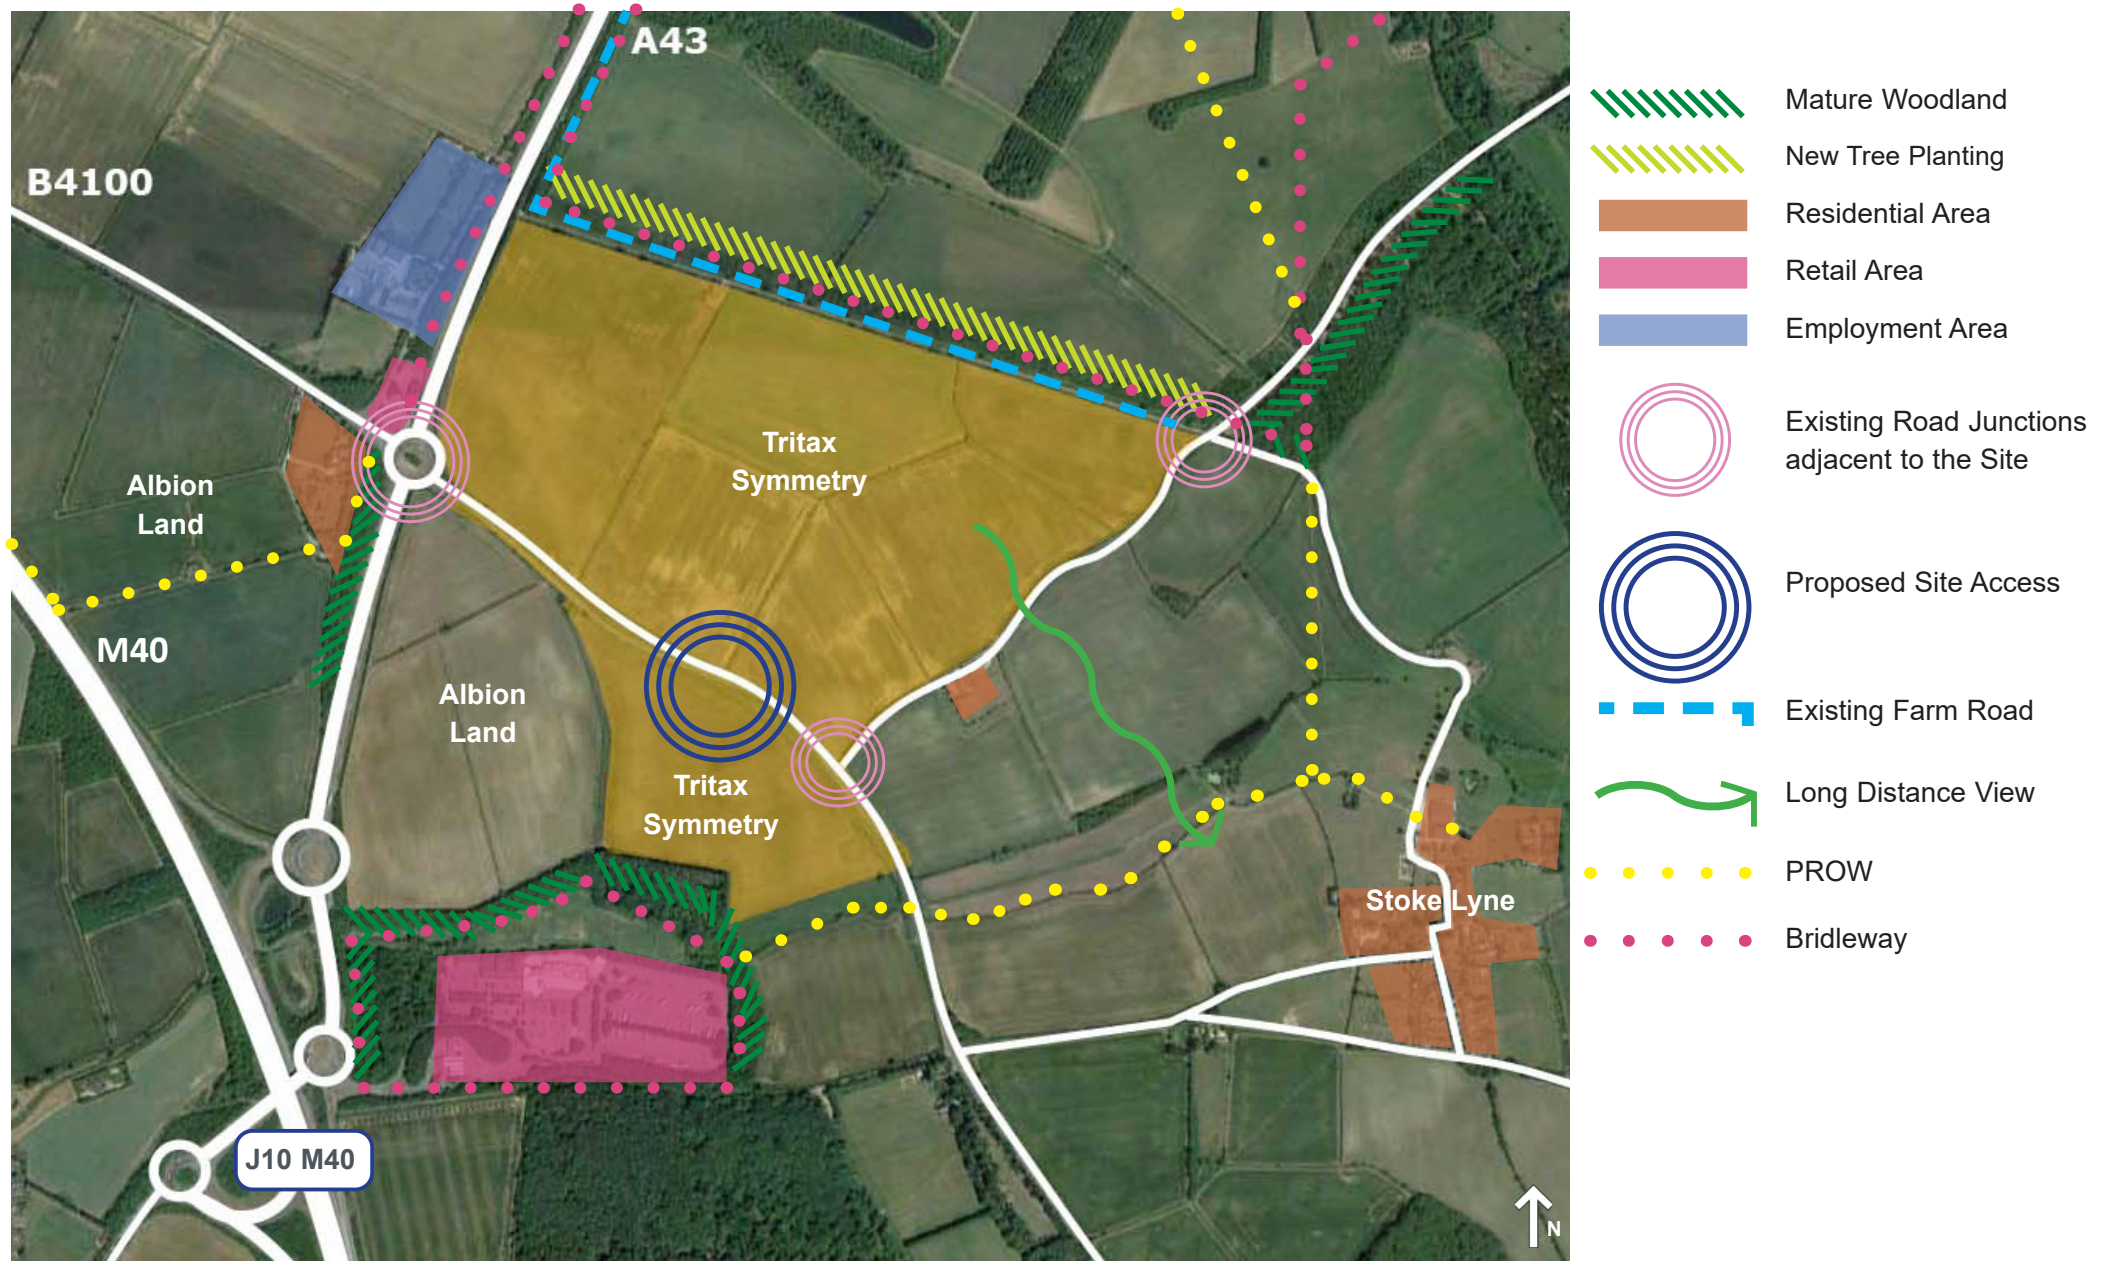 A43
B4100
Tritax
Symmetry
Albion
Land
M40
Albion
Land
Tritax
Symmetry
Stoke Lyne
J10 M40
N
Mature Woodland
New Tree Planting
Residential Area
Retail Area
Employment Area
Existing Road Junctions
adjacent to the Site
Proposed Site Access
Existing Farm Road
Long Distance View
PROW
Bridleway